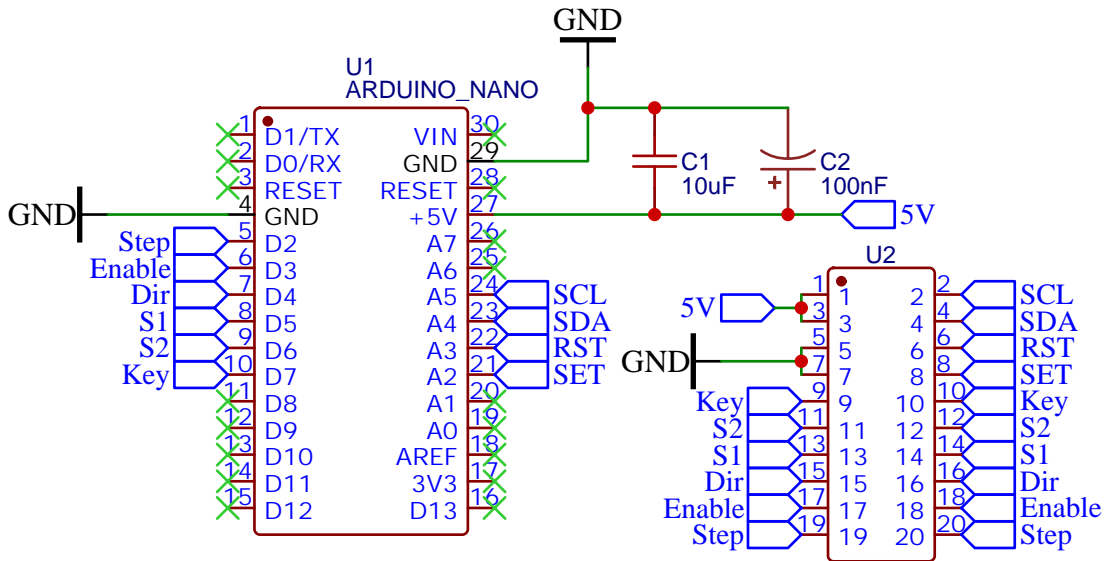 GND
U1
ARDUINO_NANO
1 D1/TX VIN 30
2 D0/RX GND 29
3 RESET RESET 28
GND 4 GND +5V 27
Step 5 D2 A7 26
Enable 6 D3 A6 25
Dir 7 D4 A5 24 SCL
S1 8 D5 A4 23 SDA
S2 9 D6 A3 22 RST
Key 10 D7 A2 21 SET
11 D8 A1 20
12 D9 A0 19
13 D10 AREF 18
14 D11 3V3 17
15 D12 D13 16
C1
10uF
+
C2
100nF
5V
U2
1 1 2 2 SCL
5V
3 3 4 4 SDA
5 5 6 6 RST
GND
7 7 8 8 SET
Key 9 9 10 10 Key
S2 11 11 12 12 S2
S1 13 13 14 14 S1
Dir 15 15 16 16 Dir
Enable 17 17 18 18 Enable
Step 19 19 20 20 Step